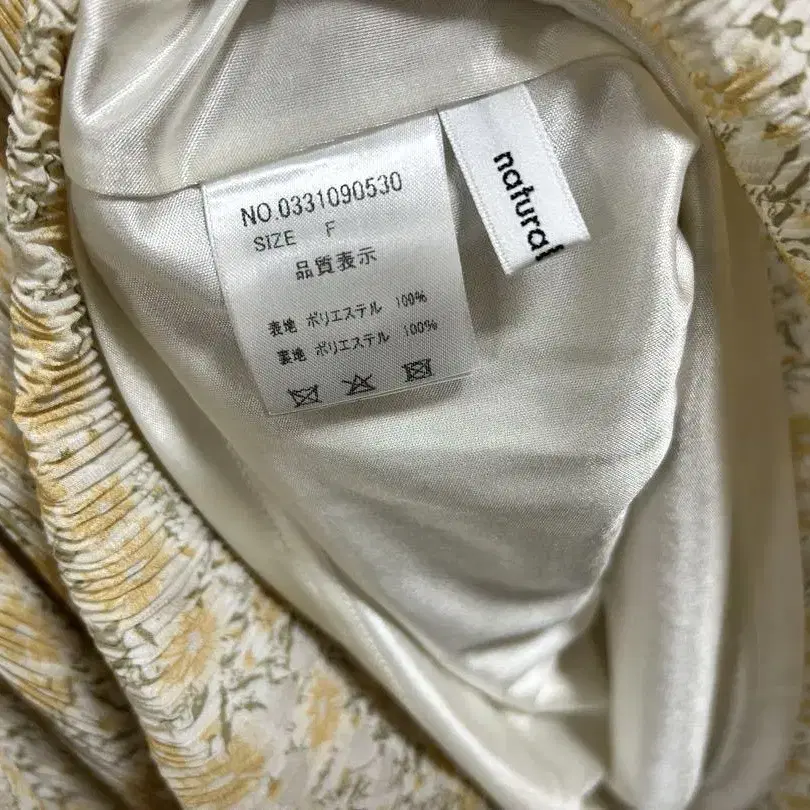 NO.0331090530
SIZE F
品質表示
表地 ポリエステル 100%
裏地 ポリエステル 100%
natural